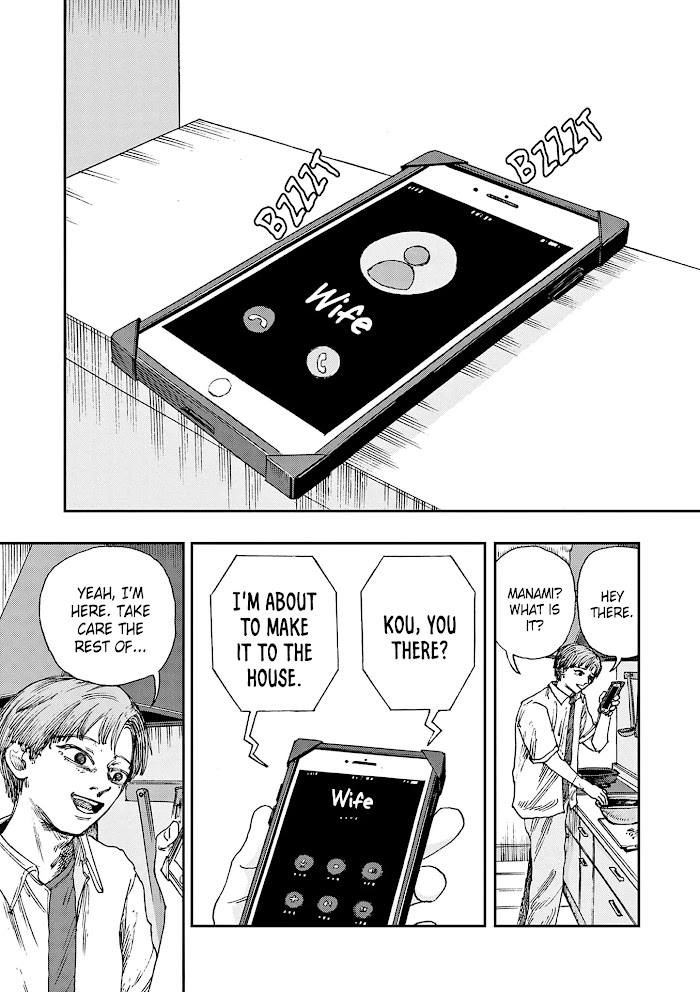 BZZZT
BZZZT
Wife
HEY
THERE.
MANAMI?
WHAT IS
IT?
KOU, YOU
THERE?
I'M ABOUT
TO MAKE
IT TO THE
HOUSE.
Wife
YEAH, I'M
HERE. TAKE
CARE THE
REST OF...